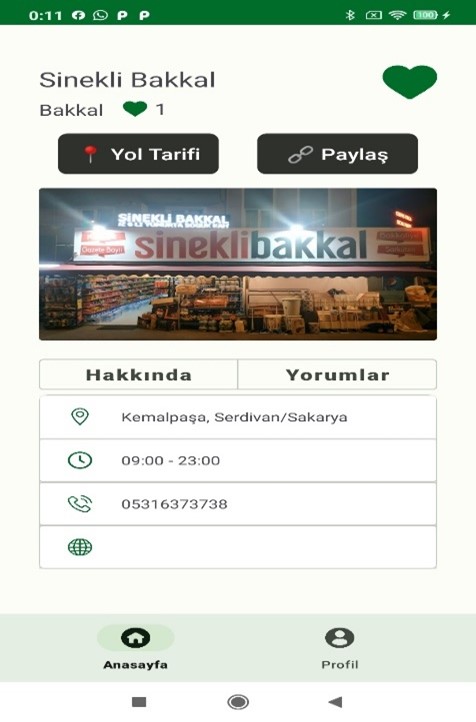 0:11
100
Sinekli Bakkal
Bakkal 1
Yol Tarifi
Paylaş
SİNEKLİ BAKKAL
sineklibakkal
Hakkında
Yorumlar
Kemalpaşa, Serdivan/Sakarya
09:00 - 23:00
05316373738
Anasayfa
Profil